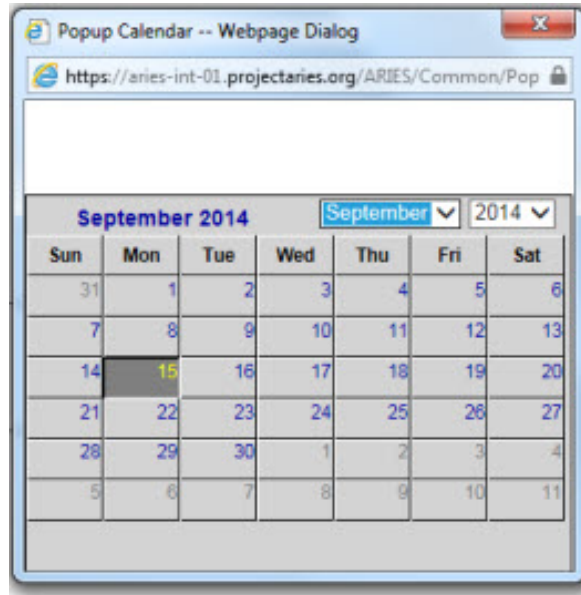 Popup Calendar -- Webpage Dialog
https://aries-int-01.projectaries.org/ARIES/Common/Pop
September 2014 September 2014
Sun Mon Tue Wed Thu Fri Sat
31 1 2 3 4 5 6
7 8 9 10 11 12 13
14 15 16 17 18 19 20
21 22 23 24 25 26 27
28 29 30 1 2 3 4
5 6 7 8 9 10 11